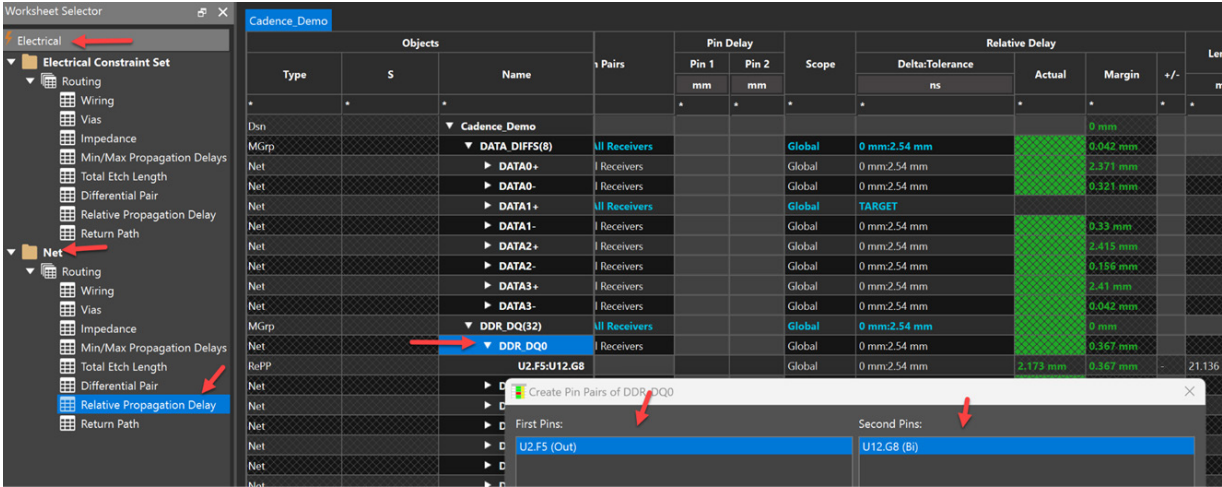 Worksheet Selector
Electrical
Electrical Constraint Set
Routing
Wiring
Vias
Impedance
Min/Max Propagation Delays
Total Etch Length
Differential Pair
Relative Propagation Delay
Return Path
Net
Routing
Wiring
Vias
Impedance
Min/Max Propagation Delays
Total Etch Length
Differential Pair
Relative Propagation Delay
Return Path
Cadence_Demo
Objects Pin Delay Relative Delay
Type S Name Pairs Pin 1 Pin 2 Scope Delta:Tolerance Actual Margin +/-
mm mm ns
* * * * * * * * * * *
Dsn Cadence_Demo 0 mm
MGrp DATA_DIFFS(8) All Receivers Global 0 mm:2.54 mm 0.042 mm
Net DATA0+ l Receivers Global 0 mm:2.54 mm 2.371 mm
Net DATA0- l Receivers Global 0 mm:2.54 mm 0.321 mm
Net DATA1+ All Receivers Global TARGET
Net DATA1- l Receivers Global 0 mm:2.54 mm 0.33 mm
Net DATA2+ l Receivers Global 0 mm:2.54 mm 2.415 mm
Net DATA2- l Receivers Global 0 mm:2.54 mm 0.156 mm
Net DATA3+ l Receivers Global 0 mm:2.54 mm 2.41 mm
Net DATA3- l Receivers Global 0 mm:2.54 mm 0.042 mm
MGrp DDR_DQ(32) All Receivers Global 0 mm:2.54 mm 0 mm
Net DDR_DQ0 l Receivers Global 0 mm:2.54 mm 0.367 mm
RePP U2.F5:U12.G8 Global 0 mm:2.54 mm 2.173 mm 0.367 mm - 21.136
Net
Net
Net
Net
Net
Net
Create Pin Pairs of DDR_DQ0
First Pins: Second Pins:
U2.F5 (Out) U12.G8 (Bi)